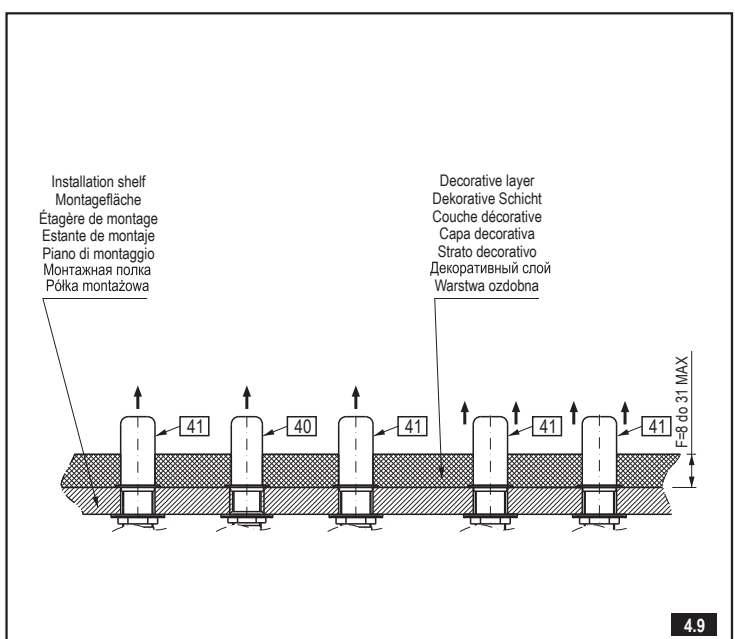 Installation shelf
Montagefläche
Étagère de montage
Estante de montaje
Piano di montaggio
Монтажная полка
Półka montażowa
Decorative layer
Dekorative Schicht
Couche décorative
Capa decorativa
Strato decorativo
Декоративный слой
Warstwa ozdobna
F=8 do 31 MAX
41
40
41
41
41
4.9